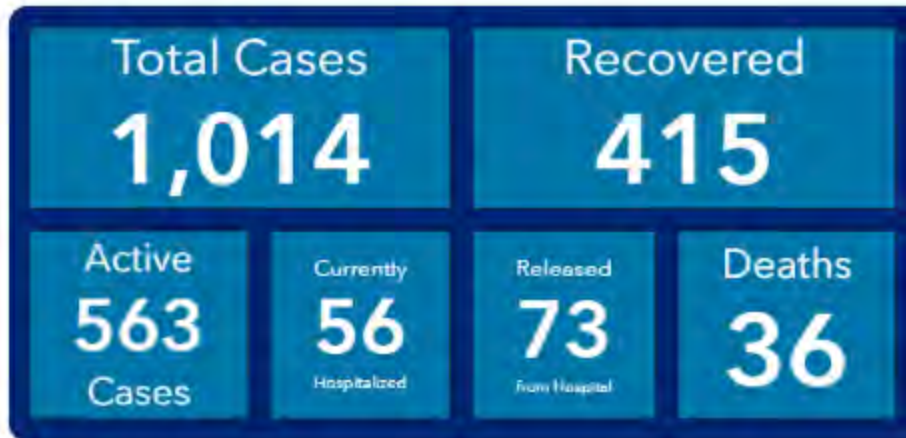 Total Cases
1,014
Recovered
415
Active
563
Cases
Currently
56
Hospitalized
Released
73
From Hospital
Deaths
36